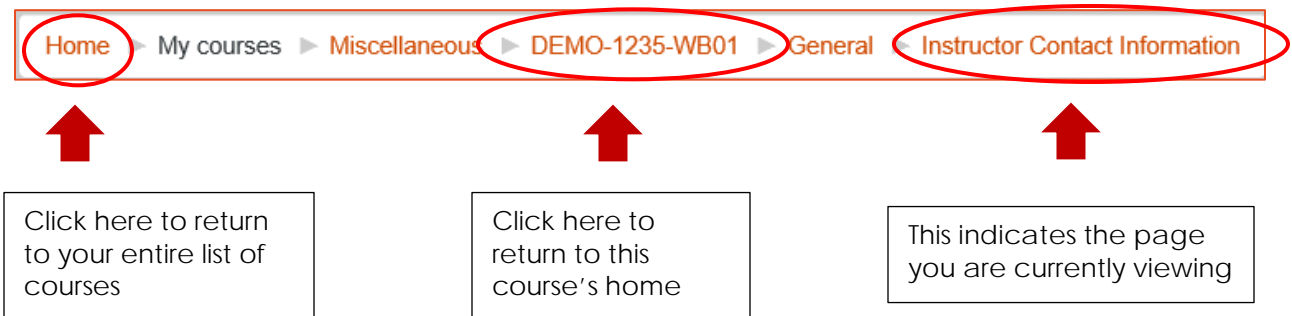 Home My courses Miscellaneous DEMO-1235-WB01 General Instructor Contact Information
Click here to return
to your entire list of
courses
Click here to
return to this
course's home
This indicates the page
you are currently viewing